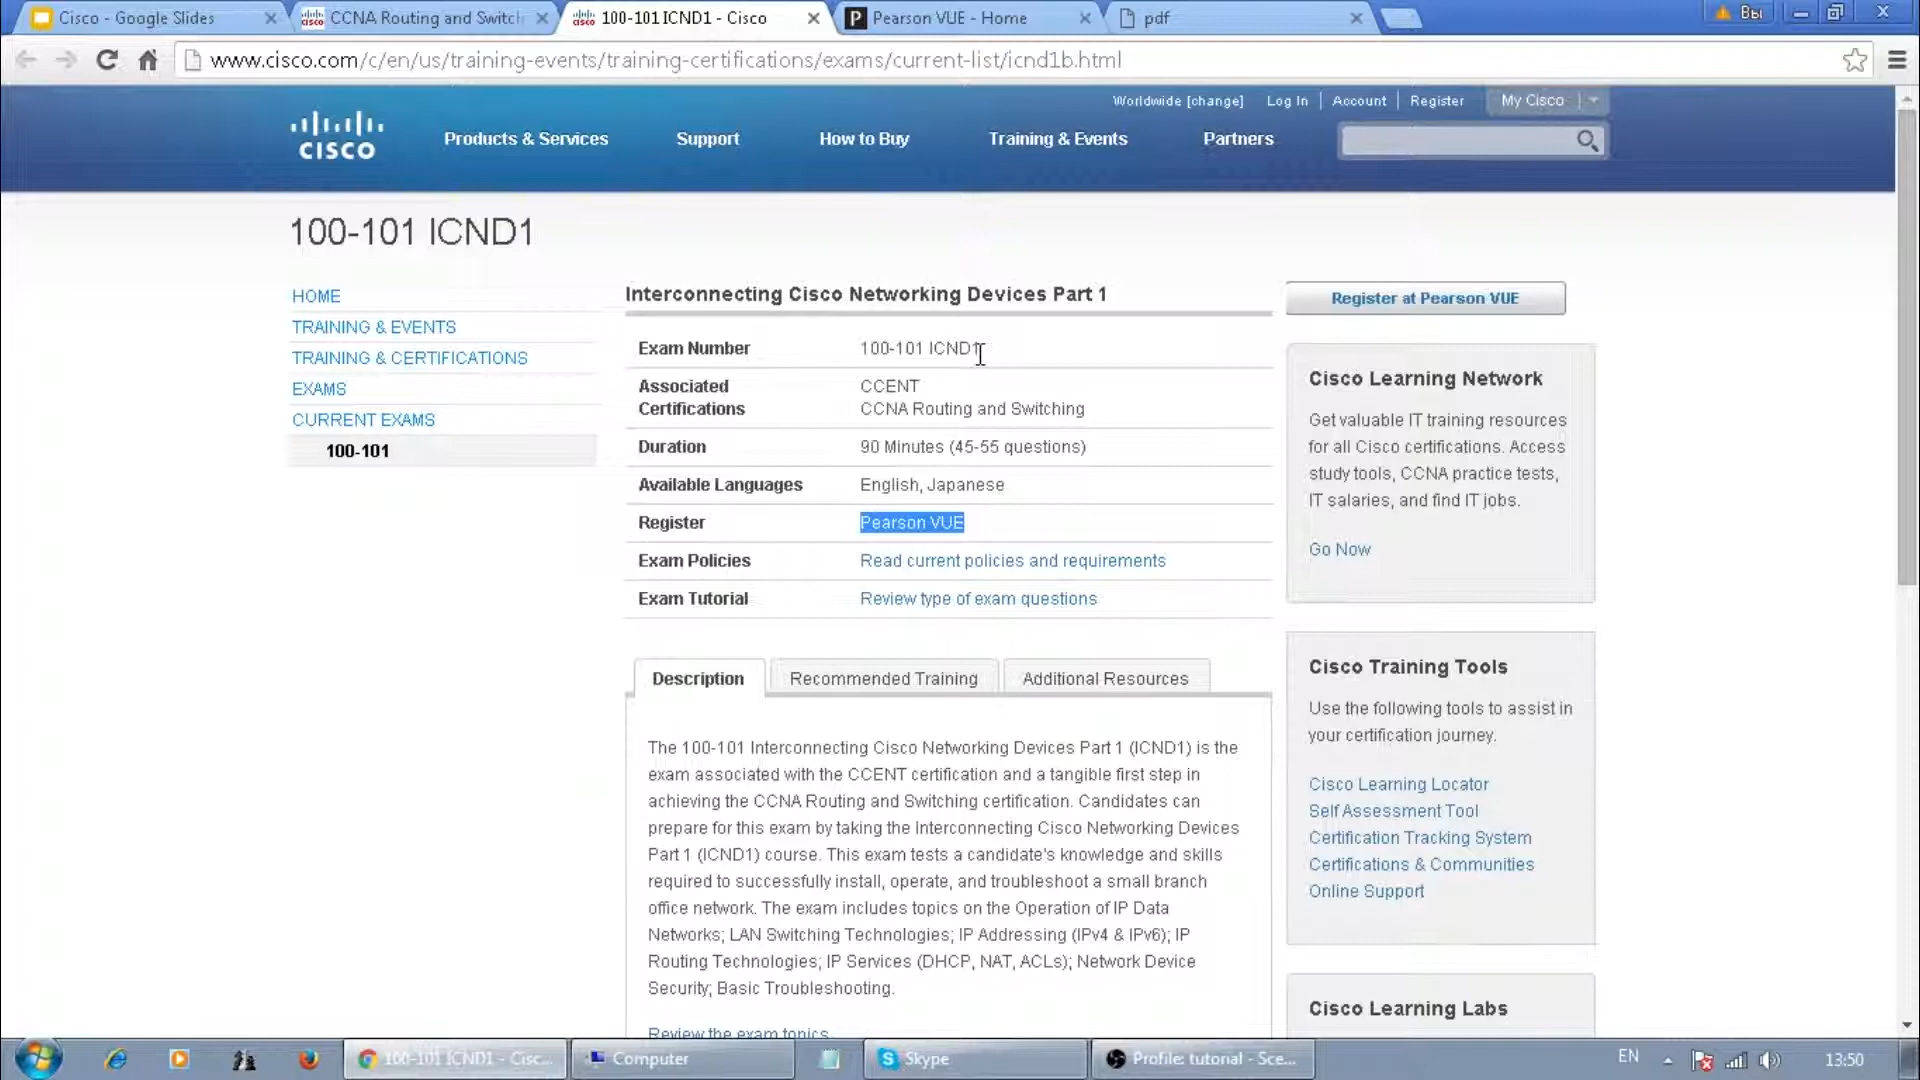 Cisco - Google Slides
CCNA Routing and Switch
100-101 ICND1 - Cisco
Pearson VUE - Home
pdf
Вы
www.cisco.com/c/en/us/training-events/training-certifications/exams/current-list/icnd1b.html
Worldwide [change]
Log In
Account
Register
My Cisco
CISCO
Products & Services
Support
How to Buy
Training & Events
Partners
100-101 ICND1
HOME
TRAINING & EVENTS
TRAINING & CERTIFICATIONS
EXAMS
CURRENT EXAMS
100-101
Interconnecting Cisco Networking Devices Part 1
Exam Number 100-101 ICND1
Associated Certifications CCENT
CCNA Routing and Switching
Duration 90 Minutes (45-55 questions)
Available Languages English, Japanese
Register Pearson VUE
Exam Policies Read current policies and requirements
Exam Tutorial Review type of exam questions
Description
Recommended Training
Additional Resources
The 100-101 Interconnecting Cisco Networking Devices Part 1 (ICND1) is the
exam associated with the CCENT certification and a tangible first step in
achieving the CCNA Routing and Switching certification. Candidates can
prepare for this exam by taking the Interconnecting Cisco Networking Devices
Part 1 (ICND1) course. This exam tests a candidate's knowledge and skills
required to successfully install, operate, and troubleshoot a small branch
office network. The exam includes topics on the Operation of IP Data
Networks; LAN Switching Technologies; IP Addressing (IPv4 & IPv6); IP
Routing Technologies; IP Services (DHCP, NAT, ACLs); Network Device
Security; Basic Troubleshooting.
Review the exam topics
Register at Pearson VUE
Cisco Learning Network
Get valuable IT training resources
for all Cisco certifications. Access
study tools, CCNA practice tests,
IT salaries, and find IT jobs.
Go Now
Cisco Training Tools
Use the following tools to assist in
your certification journey.
Cisco Learning Locator
Self Assessment Tool
Certification Tracking System
Certifications & Communities
Online Support
Cisco Learning Labs
100-101 ICND1 - Cisc...
Computer
Skype
Profile: tutorial - Sce...
EN
13:50